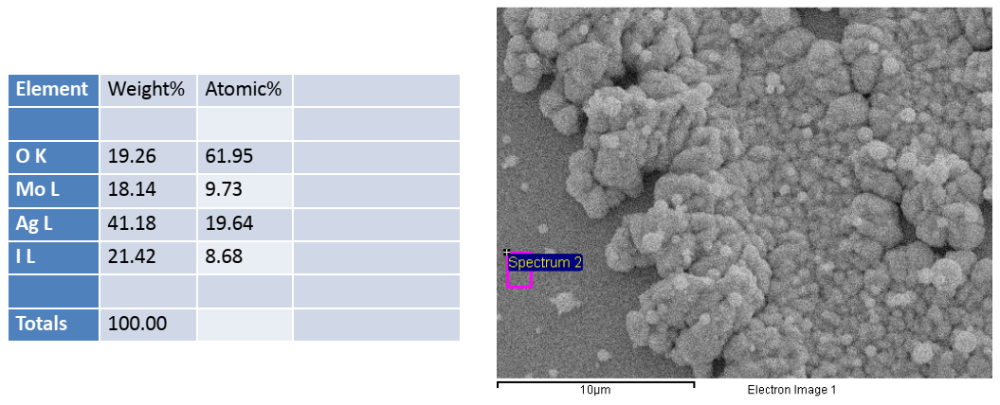 Element Weight% Atomic%
O K 19.26 61.95
Mo L 18.14 9.73
Ag L 41.18 19.64
I L 21.42 8.68
Totals 100.00
Spectrum 2
10µm Electron Image 1